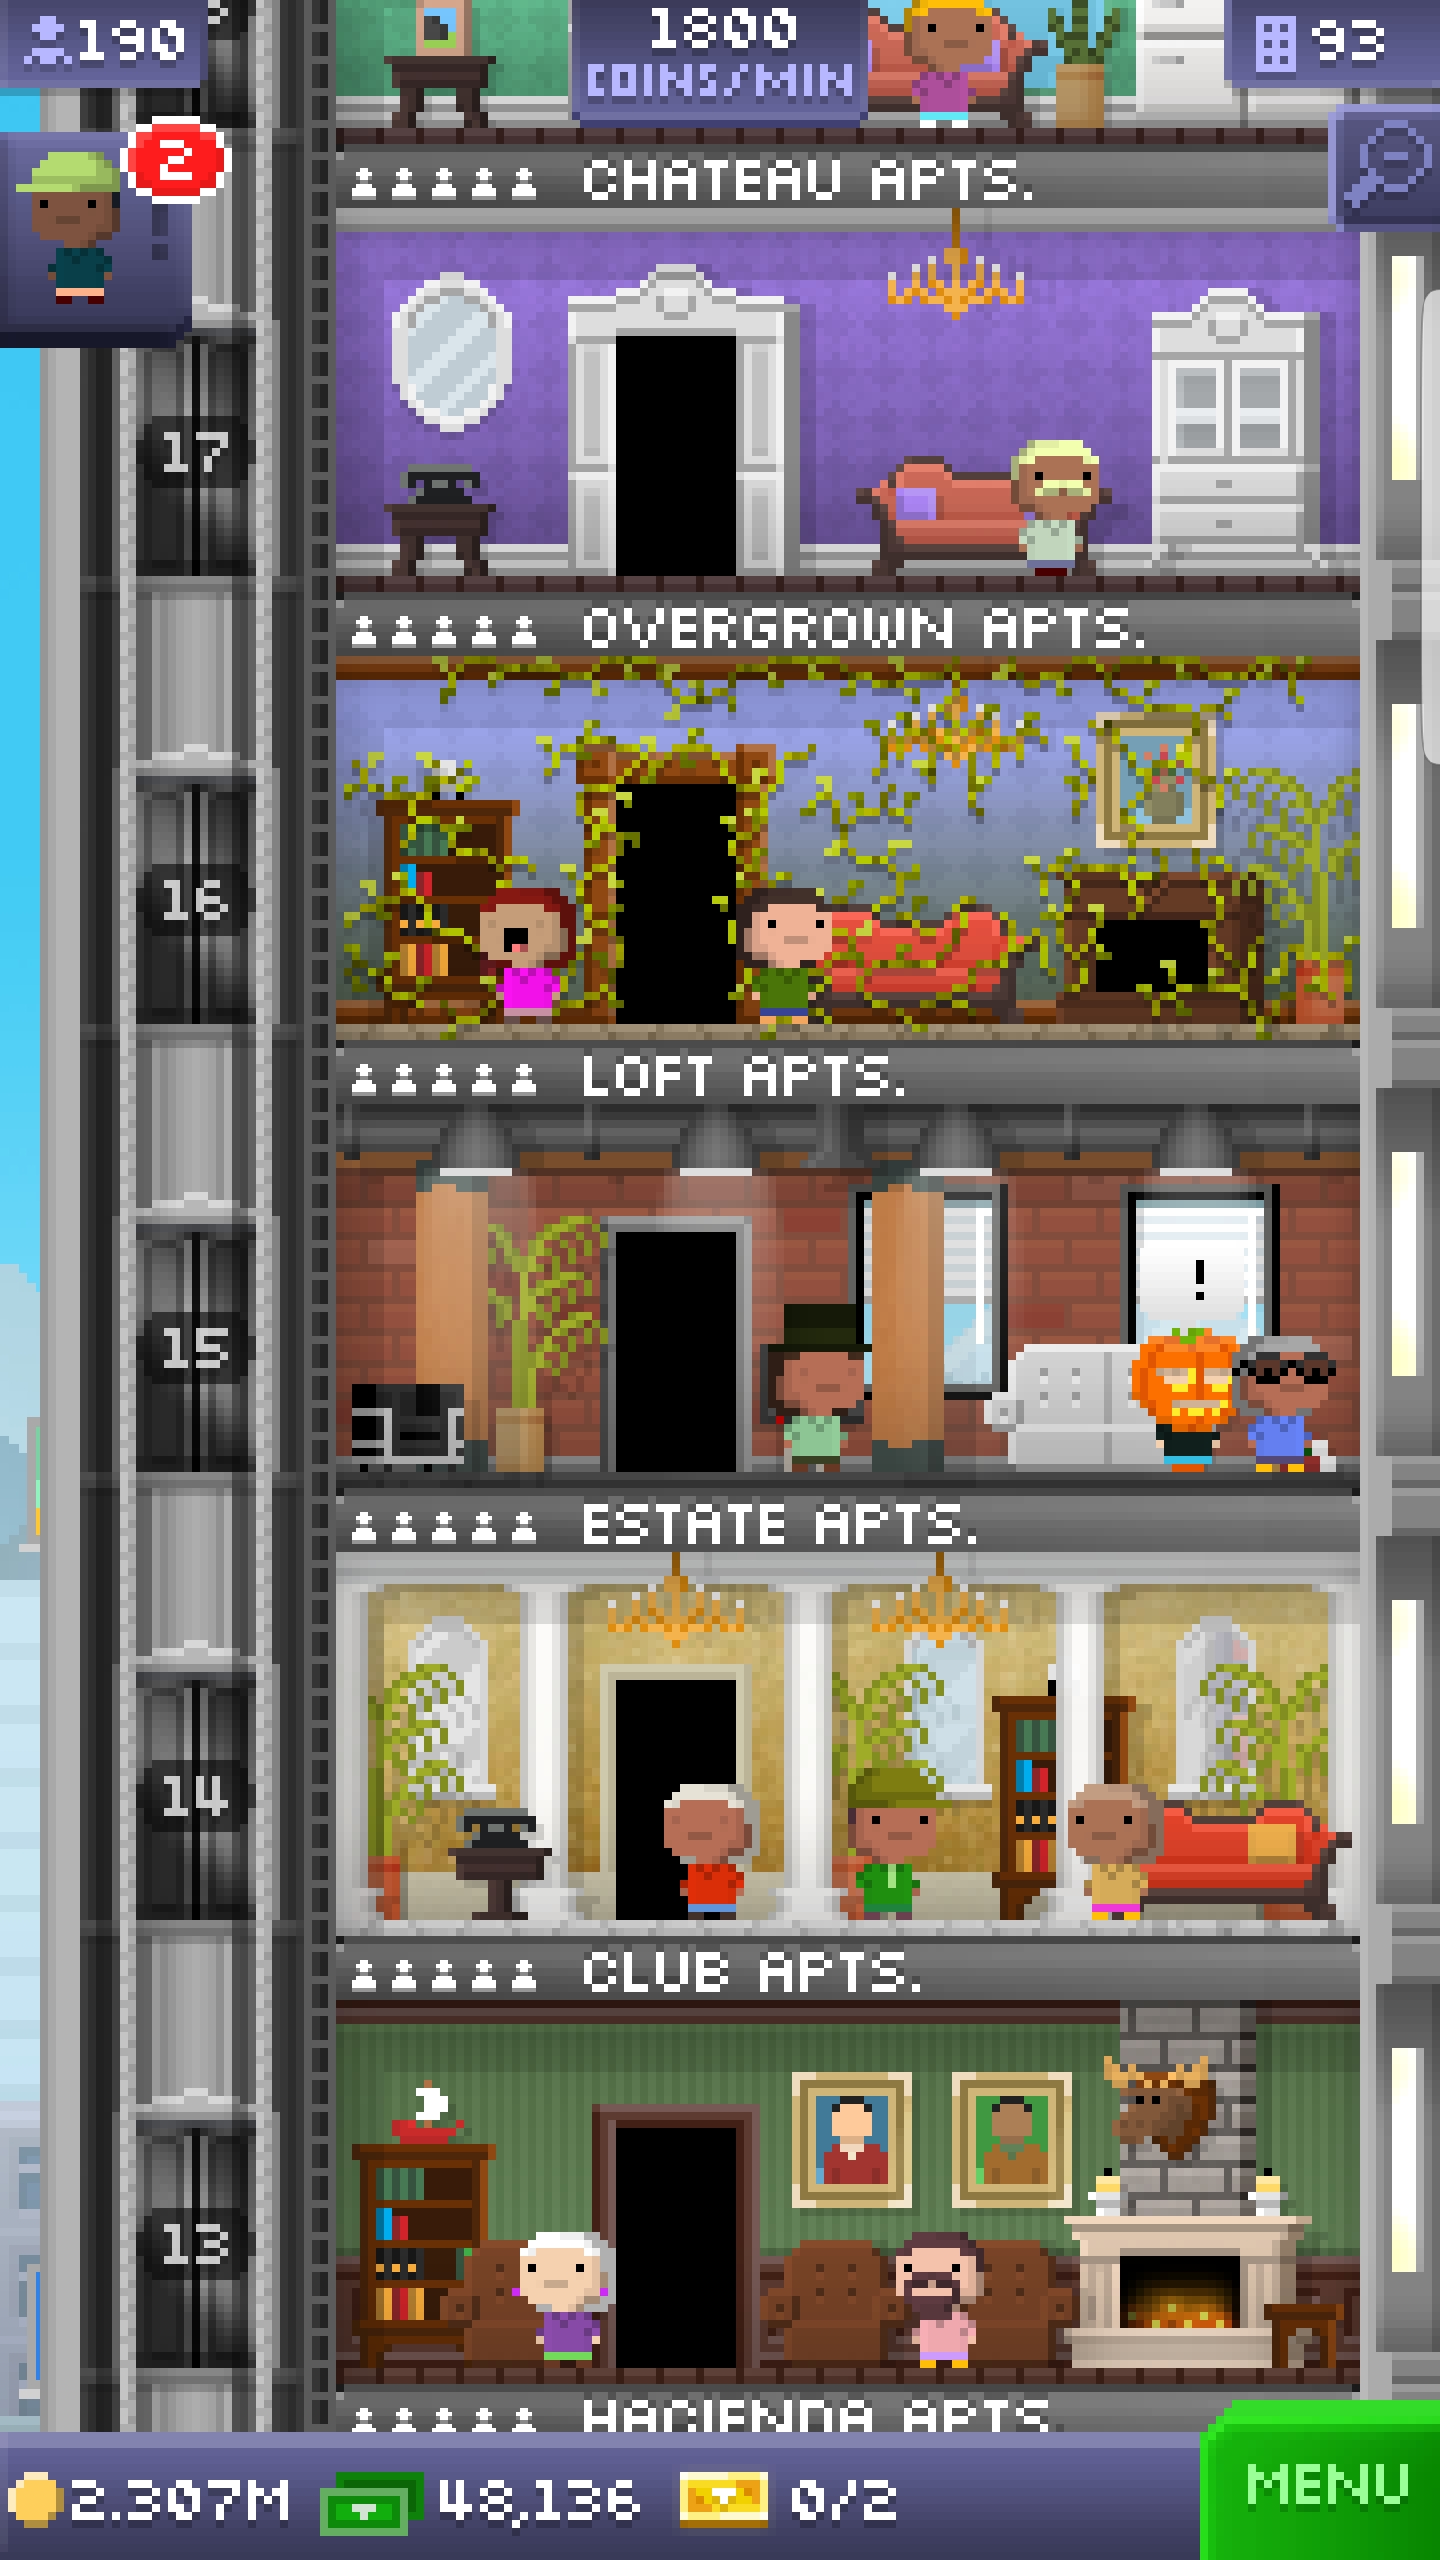 190
1800
COINS/MIN
93
2
CHATEAU APTS.
17
OVERGROWN APTS.
16
LOFT APTS.
!
15
ESTATE APTS.
14
CLUB APTS.
13
HACIENDA APTS.
2.307M 48,136 0/2
MENU